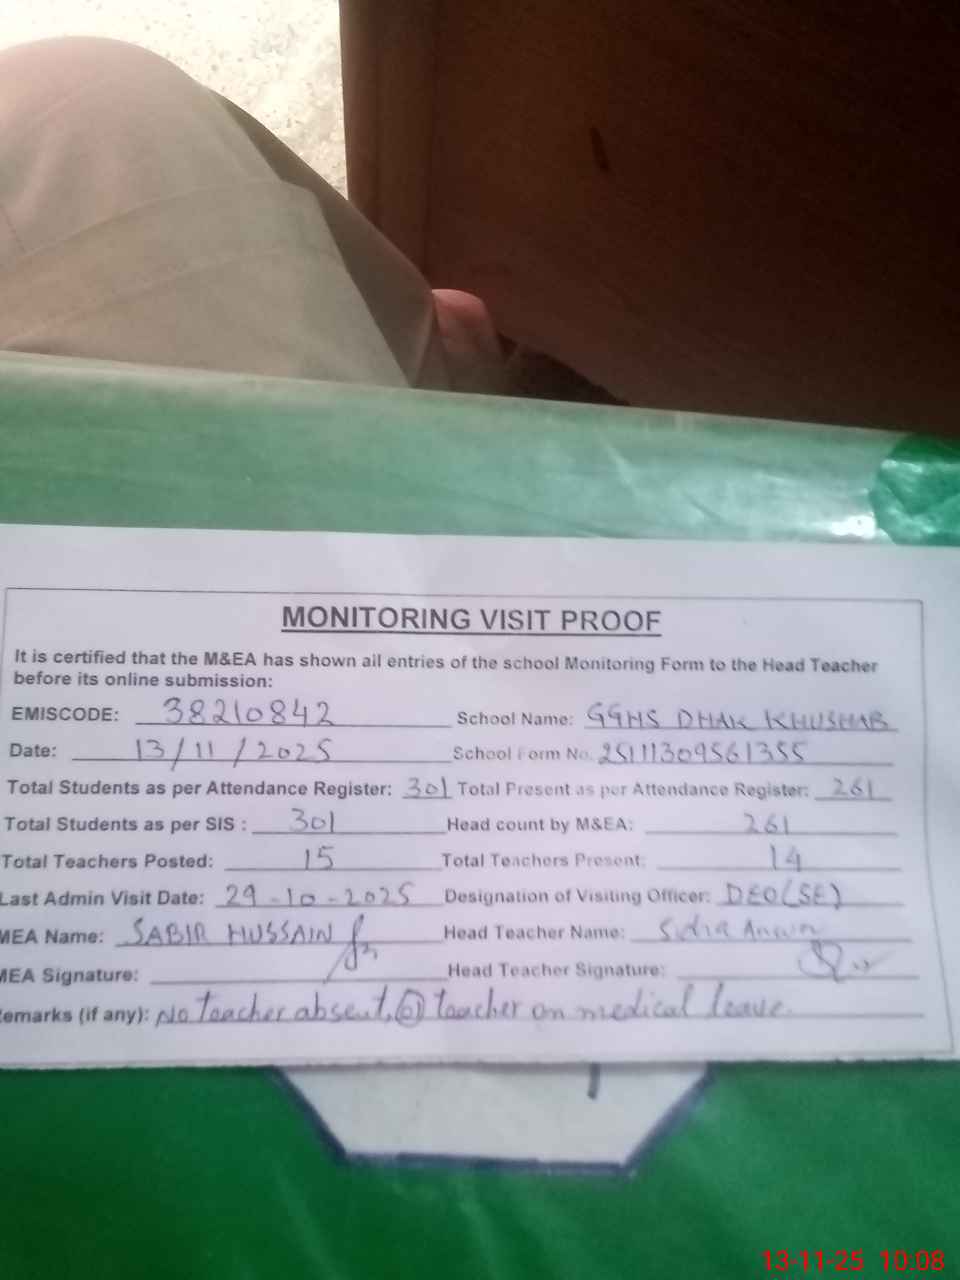 MONITORING VISIT PROOF
It is certified that the M&EA has shown all entries of the school Monitoring Form to the Head Teacher
before its online submission:
EMISCODE: 38210842 School Name: GGHS DHAK KHUSHAB
Date: 13/11/2025 School Form No. 25111309561355
Total Students as per Attendance Register: 301 Total Present as per Attendance Register: 261
Total Students as per SIS : 301 Head count by M&EA: 261
Total Teachers Posted: 15 Total Teachers Present: 14
Last Admin Visit Date: 29-10-2025 Designation of Visiting Officer: DEO(SE)
MEA Name: SABIR HUSSAIN Head Teacher Name: Sidra Anwar
MEA Signature: Head Teacher Signature:
emarks (if any): No teacher absent, teacher on medical leave.
13-11-25 10:08